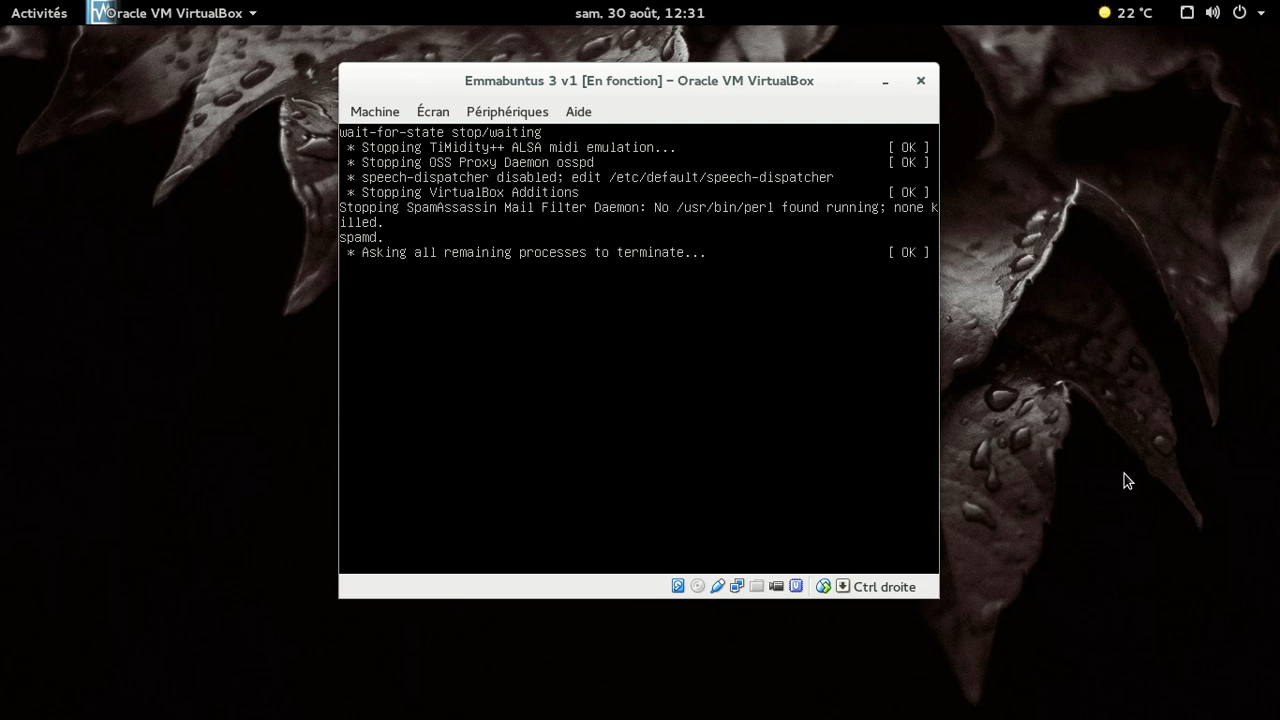 Activités
Oracle VM VirtualBox
sam. 30 août, 12:31
22 °C
Emmabuntus 3 v1 [En fonction] – Oracle VM VirtualBox
Machine Écran Périphériques Aide
wait-for-state stop/waiting
* Stopping TiMidity++ ALSA midi emulation... [ OK ]
* Stopping OSS Proxy Daemon osspd [ OK ]
* speech-dispatcher disabled; edit /etc/default/speech-dispatcher
* Stopping VirtualBox Additions [ OK ]
Stopping SpamAssassin Mail Filter Daemon: No /usr/bin/perl found running; none k
illed.
spamd.
* Asking all remaining processes to terminate... [ OK ]
Ctrl droite